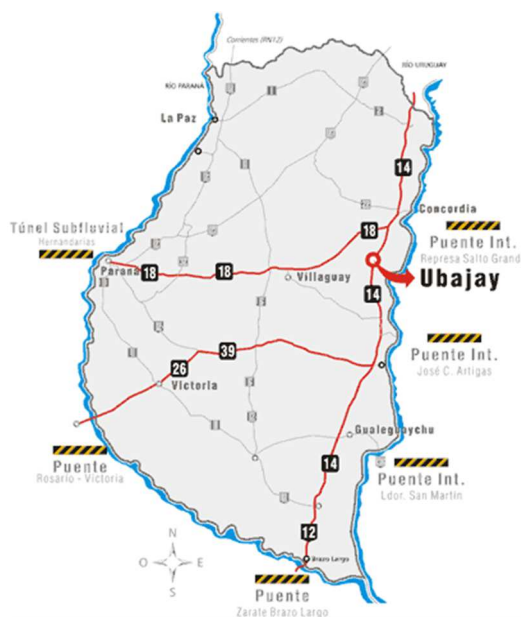 Corrientes (RN12)
RÍO PARANÁ
RÍO URUGUAY
La Paz
14
Concordia
Túnel Subfluvial
Hernandarias
18
Puente Int.
Represa Salto Grand
Paraná
18
18
Villaguay
Ubajay
14
39
26
Puente Int.
José C. Artigas
Victoria
Gualeguaychu
Puente
Rosario - Victoria
14
Puente Int.
Ldor. San Martín
12
N
O
E
S
Brazo Largo
Puente
Zarate Brazo Largo